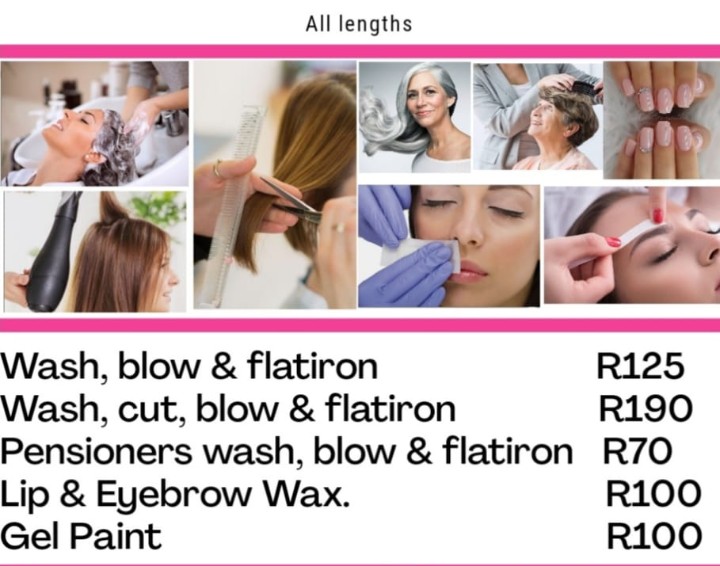 All lengths
Wash, blow & flatiron R125
Wash, cut, blow & flatiron R190
Pensioners wash, blow & flatiron R70
Lip & Eyebrow Wax. R100
Gel Paint R100